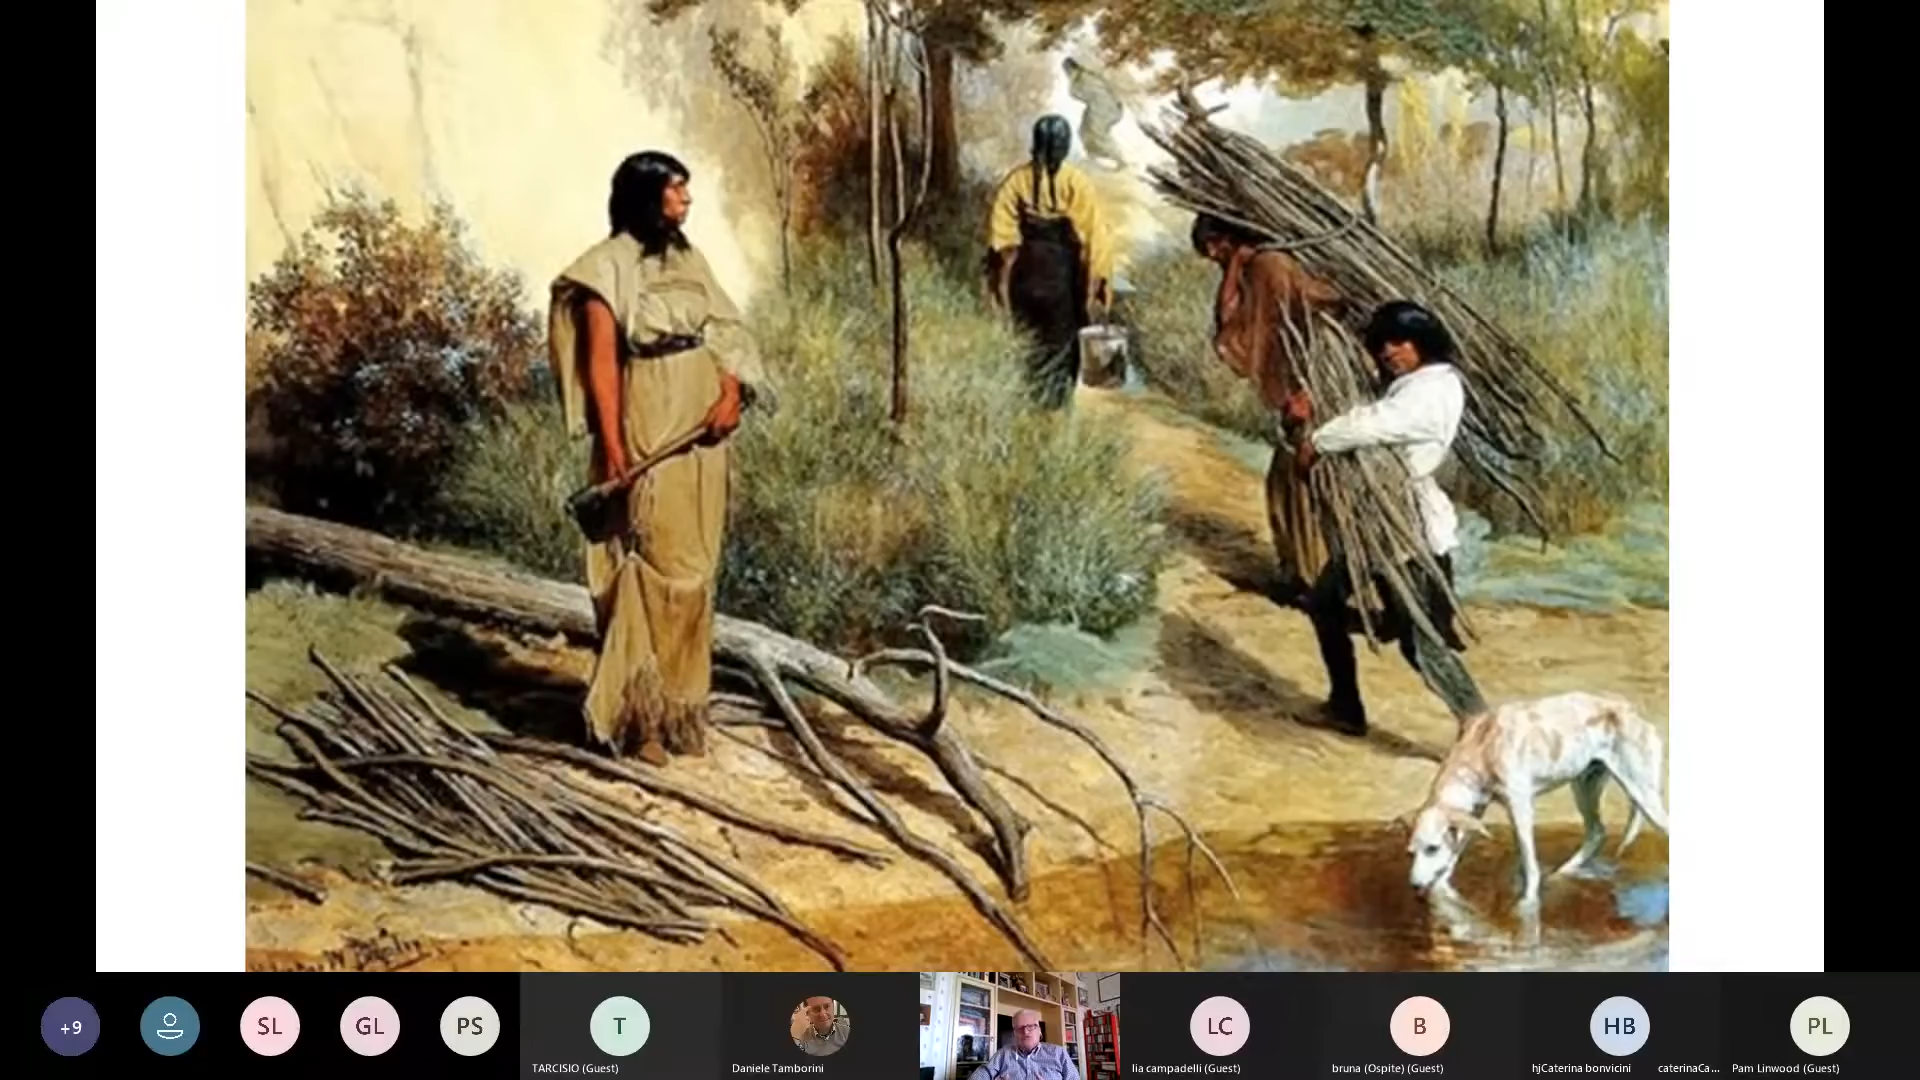 +9
SL
GL
PS
T
LC
B
HB
PL
TARCISIO (Guest)
Daniele Tamborini
lia campadelli (Guest)
bruna (Ospite) (Guest)
hjCaterina bonvicini
caterinaCa...
Pam Linwood (Guest)